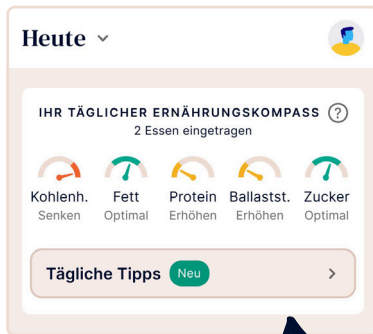 Heute
IHR TÄGLICHER ERNÄHRUNGSKOMPASS ?
2 Essen eingetragen
Kohlenh. Fett Protein Ballastst. Zucker
Senken Optimal Erhöhen Erhöhen Optimal
Tägliche Tipps Neu